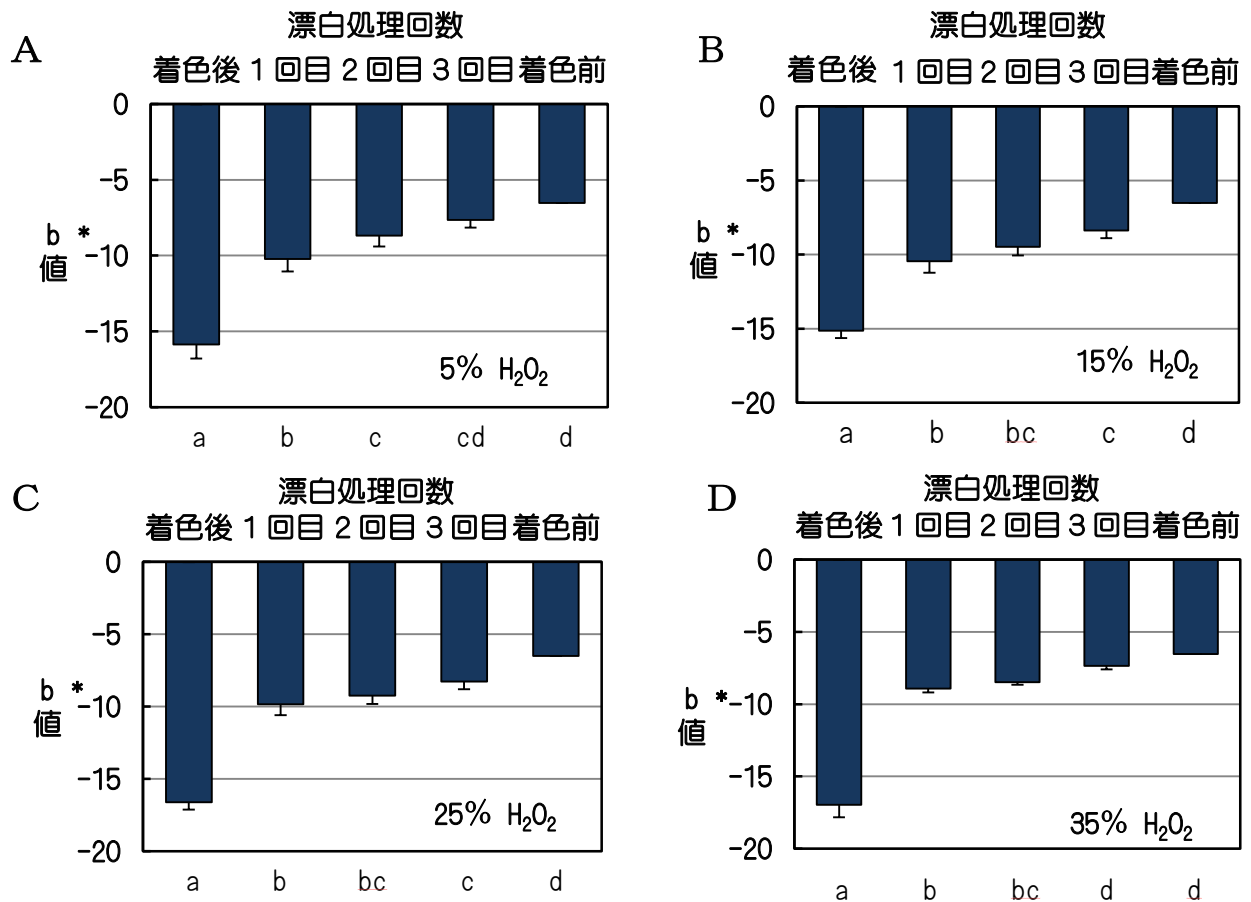 A
漂白処理回数
着色後 1回目 2回目 3回目 着色前
0
-5
-10
-15
-20
b*
値
5% H₂O₂
a b c cd d
B
漂白処理回数
着色後 1回目 2回目 3回目 着色前
0
-5
-10
-15
-20
b*
値
15% H₂O₂
a b bc c d
C
漂白処理回数
着色後 1回目 2回目 3回目 着色前
0
-5
-10
-15
-20
b*
値
25% H₂O₂
a b bc c d
D
漂白処理回数
着色後 1回目 2回目 3回目 着色前
0
-5
-10
-15
-20
b*
値
35% H₂O₂
a b bc d d